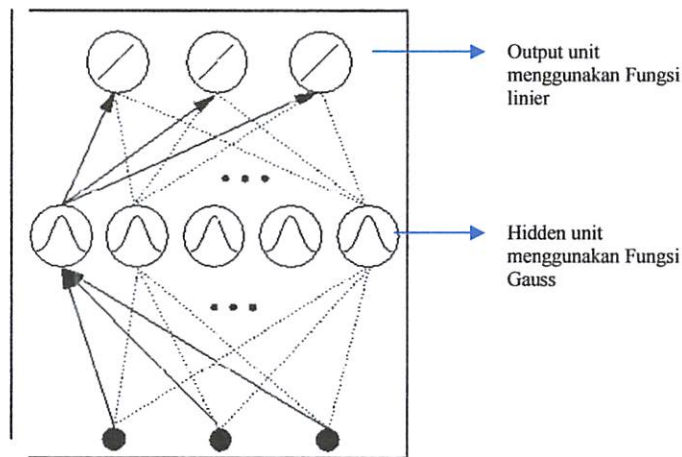 Output unit
menggunakan Fungsi
linier
Hidden unit
menggunakan Fungsi
Gauss